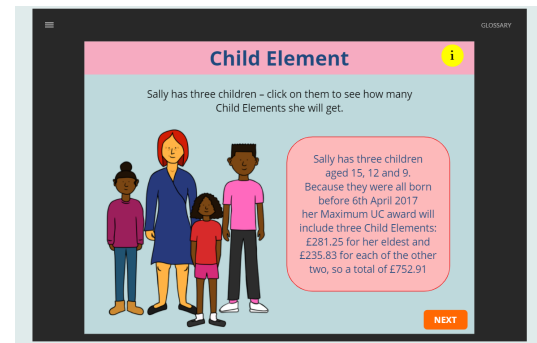 GLOSSARY
Child Element
i
Sally has three children – click on them to see how many
Child Elements she will get.
Sally has three children
aged 15, 12 and 9.
Because they were all born
before 6th April 2017
her Maximum UC award will
include three Child Elements:
£281.25 for her eldest and
£235.83 for each of the other
two, so a total of £752.91
NEXT